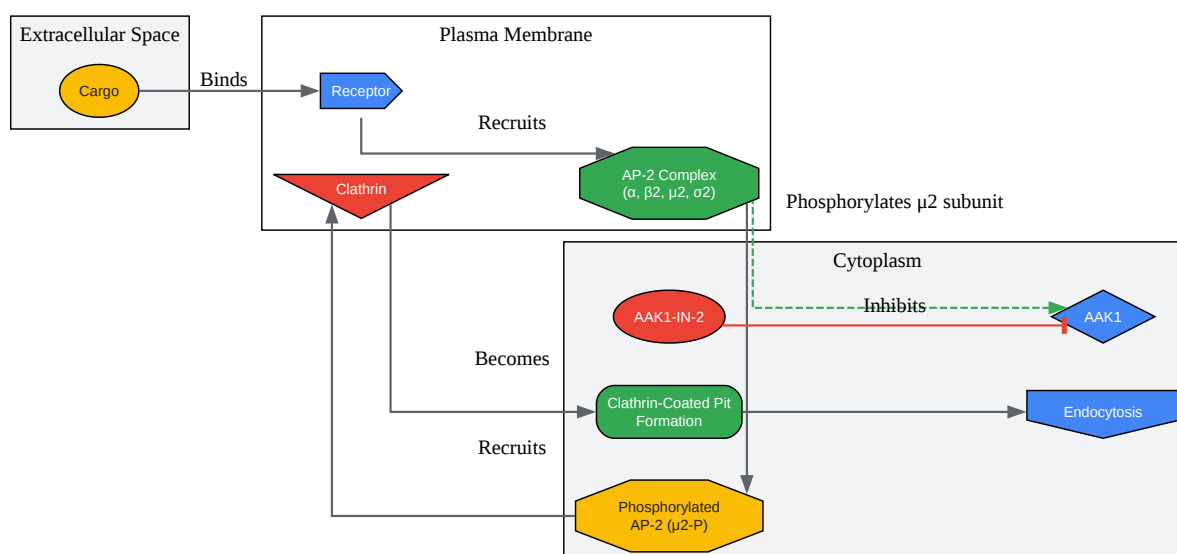 Extracellular Space
Plasma Membrane
Cargo
Binds
Receptor
Recruits
Clathrin
AP-2 Complex
(α, β2, μ2, σ2)
Phosphorylates μ2 subunit
Cytoplasm
AAK1-IN-2
Inhibits
AAK1
Becomes
Clathrin-Coated Pit
Formation
Endocytosis
Recruits
Phosphorylated
AP-2 (μ2-P)